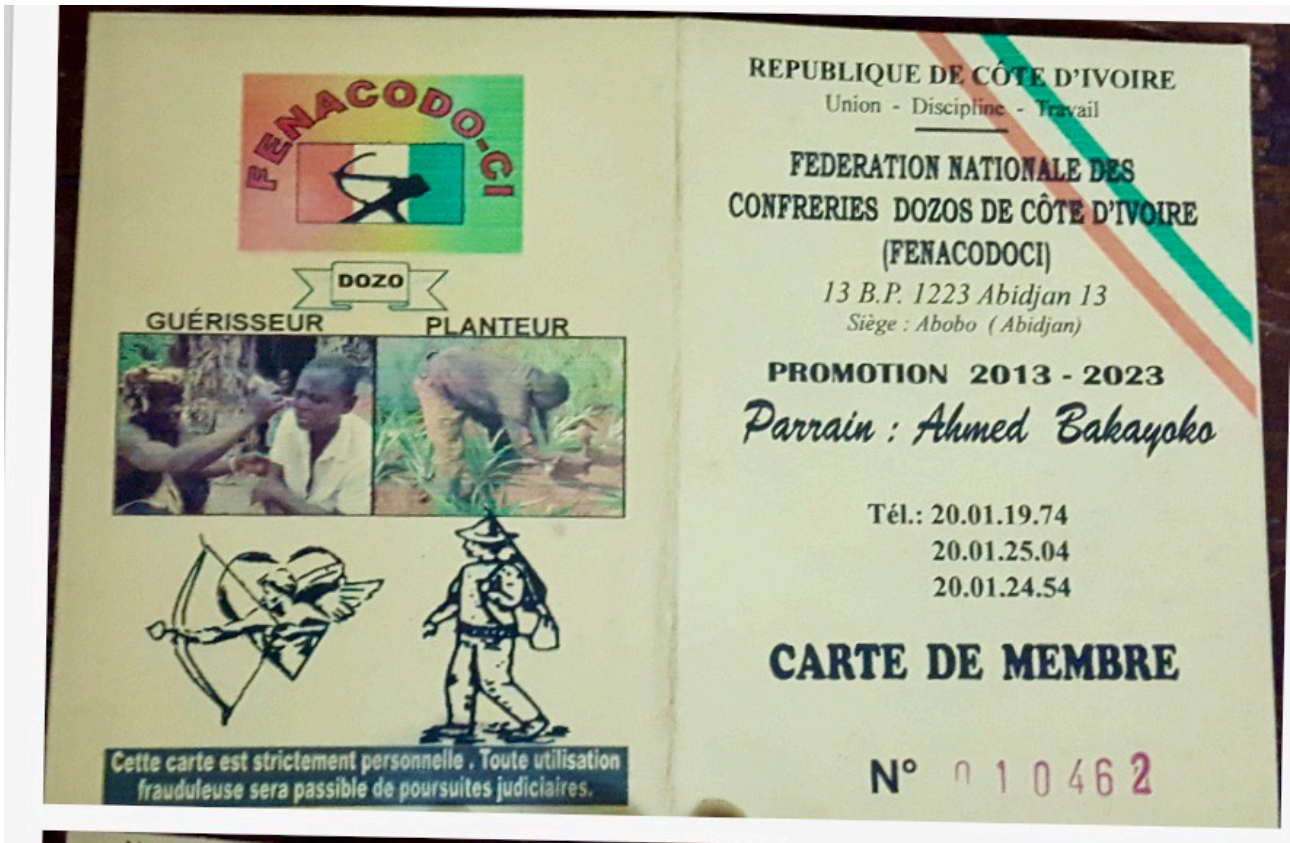 FENACODO-CI
DOZO
GUÉRISSEUR PLANTEUR
Cette carte est strictement personnelle . Toute utilisation
frauduleuse sera passible de poursuites judiciaires.
REPUBLIQUE DE CÔTE D'IVOIRE
Union - Discipline - Travail
FEDERATION NATIONALE DES
CONFRERIES DOZOS DE CÔTE D'IVOIRE
(FENACODOCI)
13 B.P. 1223 Abidjan 13
Siège : Abobo ( Abidjan)
PROMOTION 2013 - 2023
Parrain : Ahmed Bakayoko
Tél.: 20.01.19.74
20.01.25.04
20.01.24.54
CARTE DE MEMBRE
N° 010462